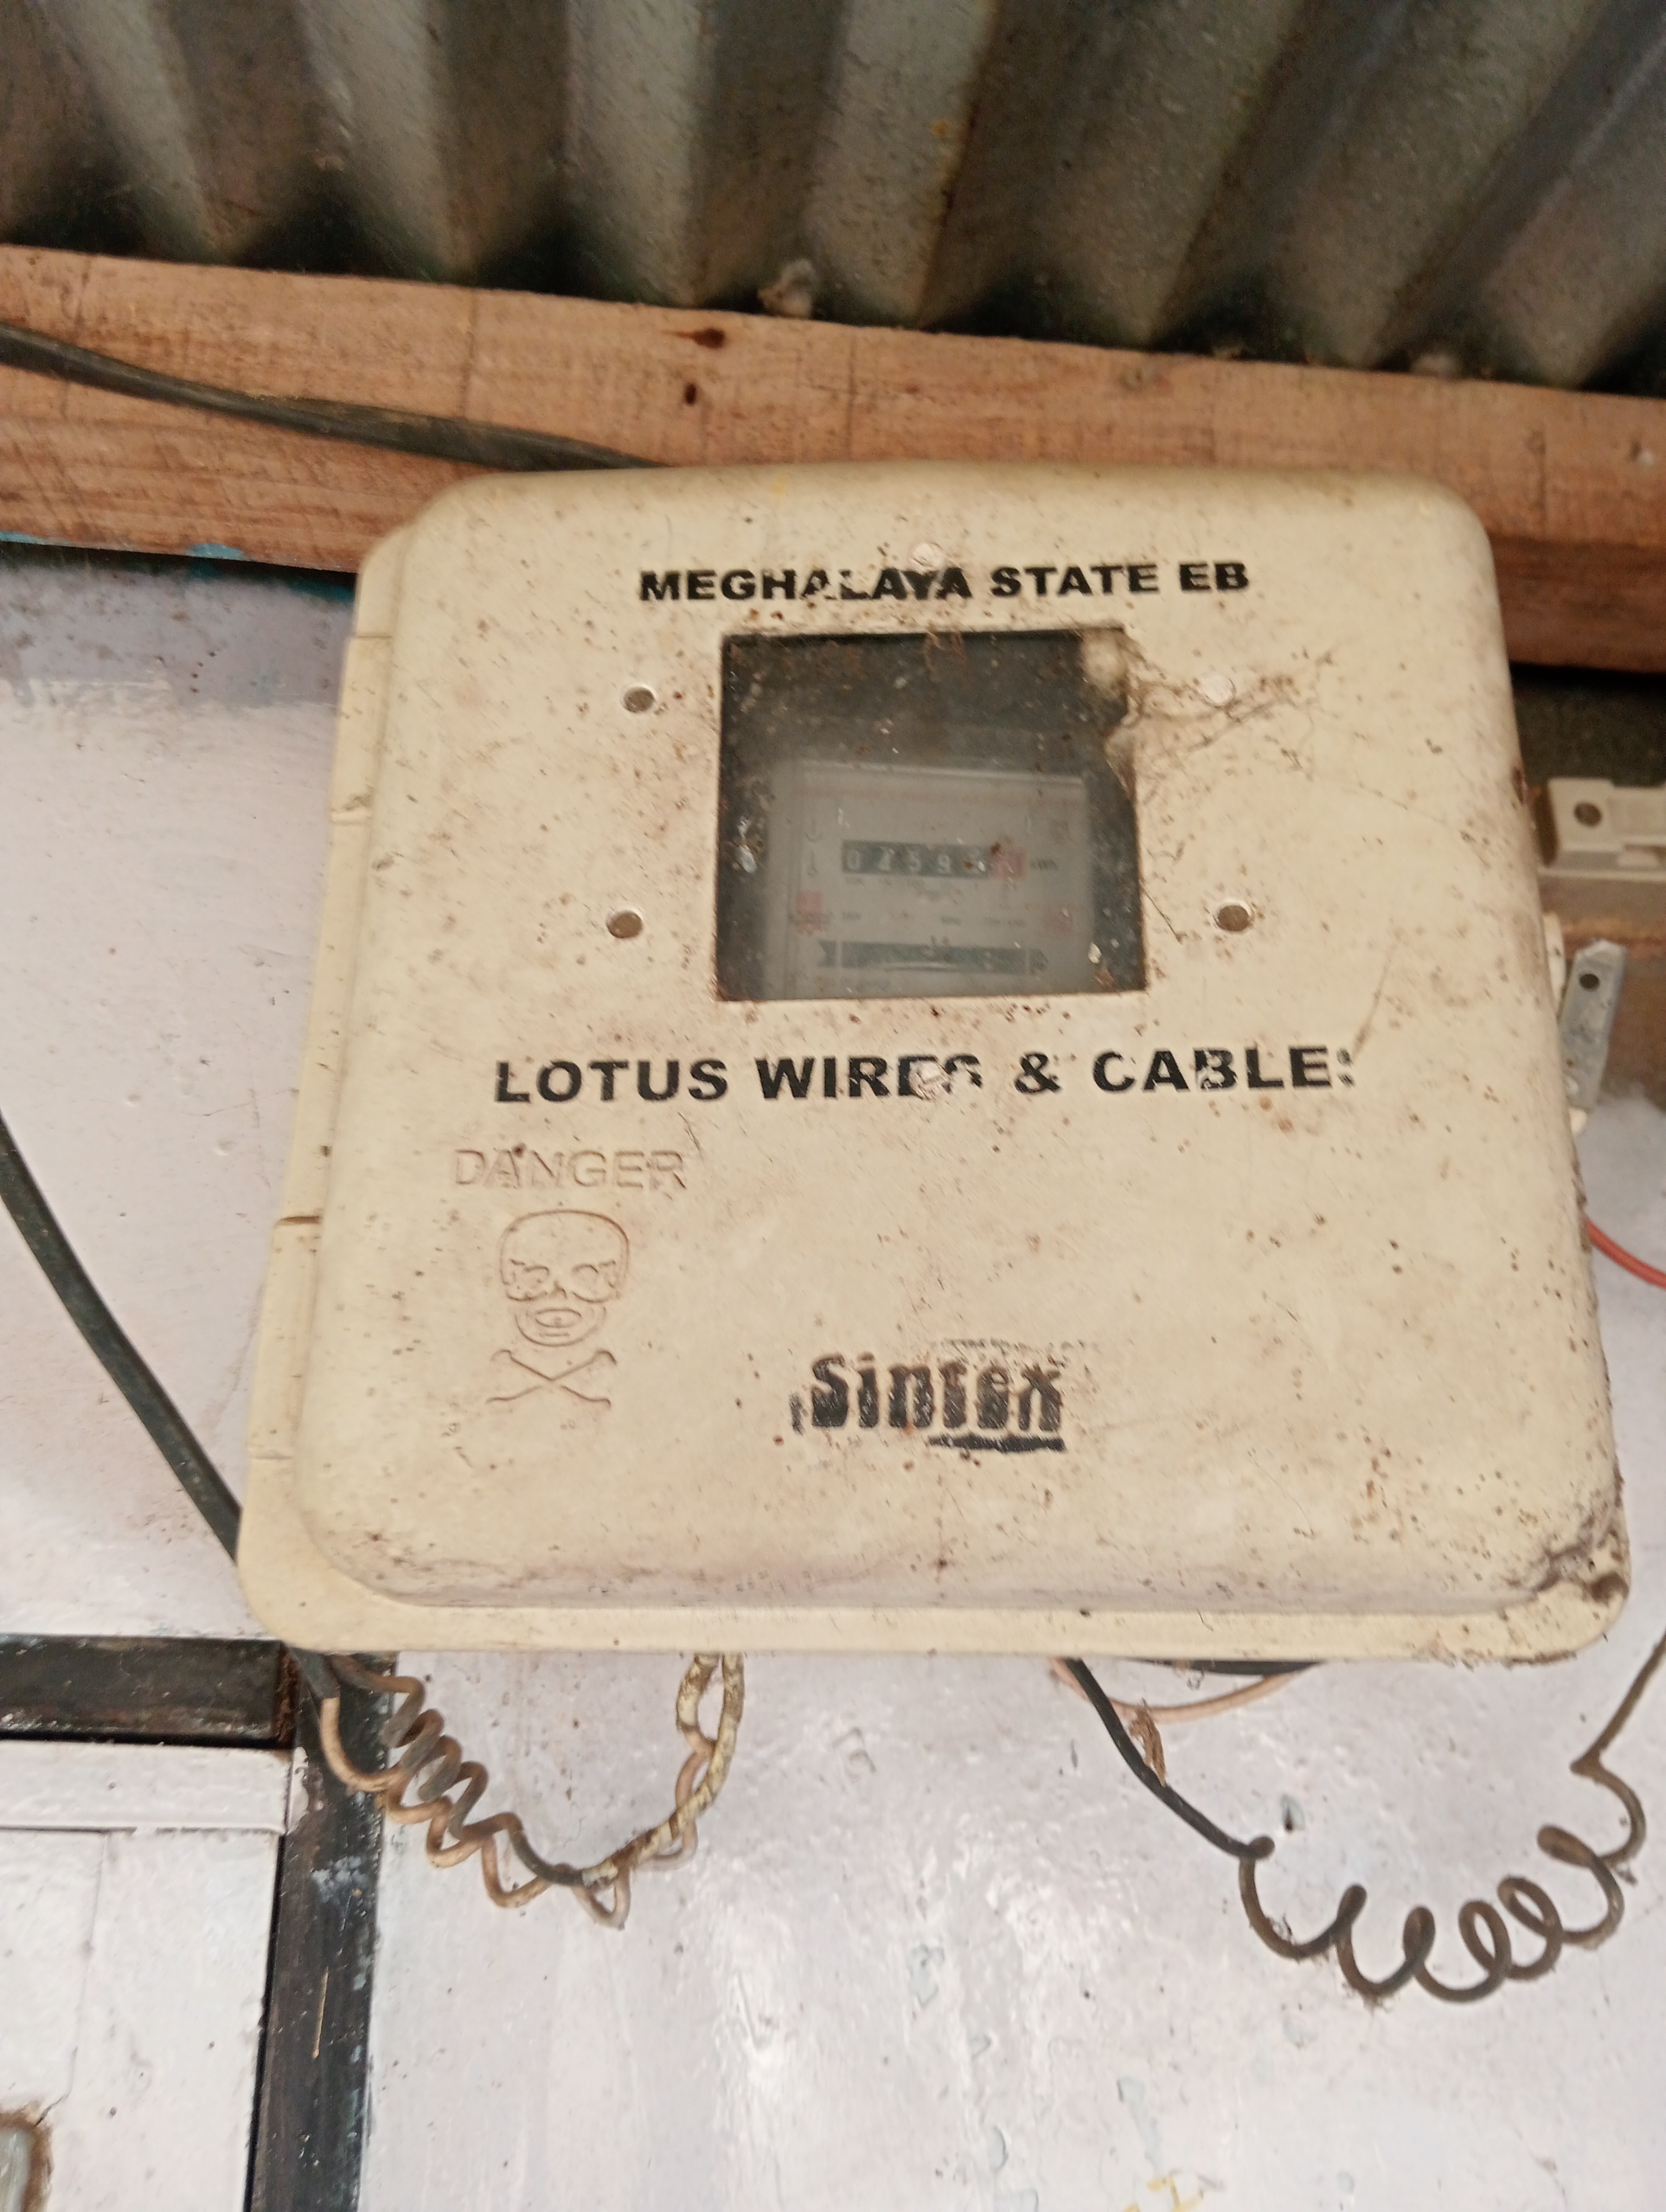 MEGHALAYA STATE EB
LOTUS WIRES & CABLE
DANGER
Sintex